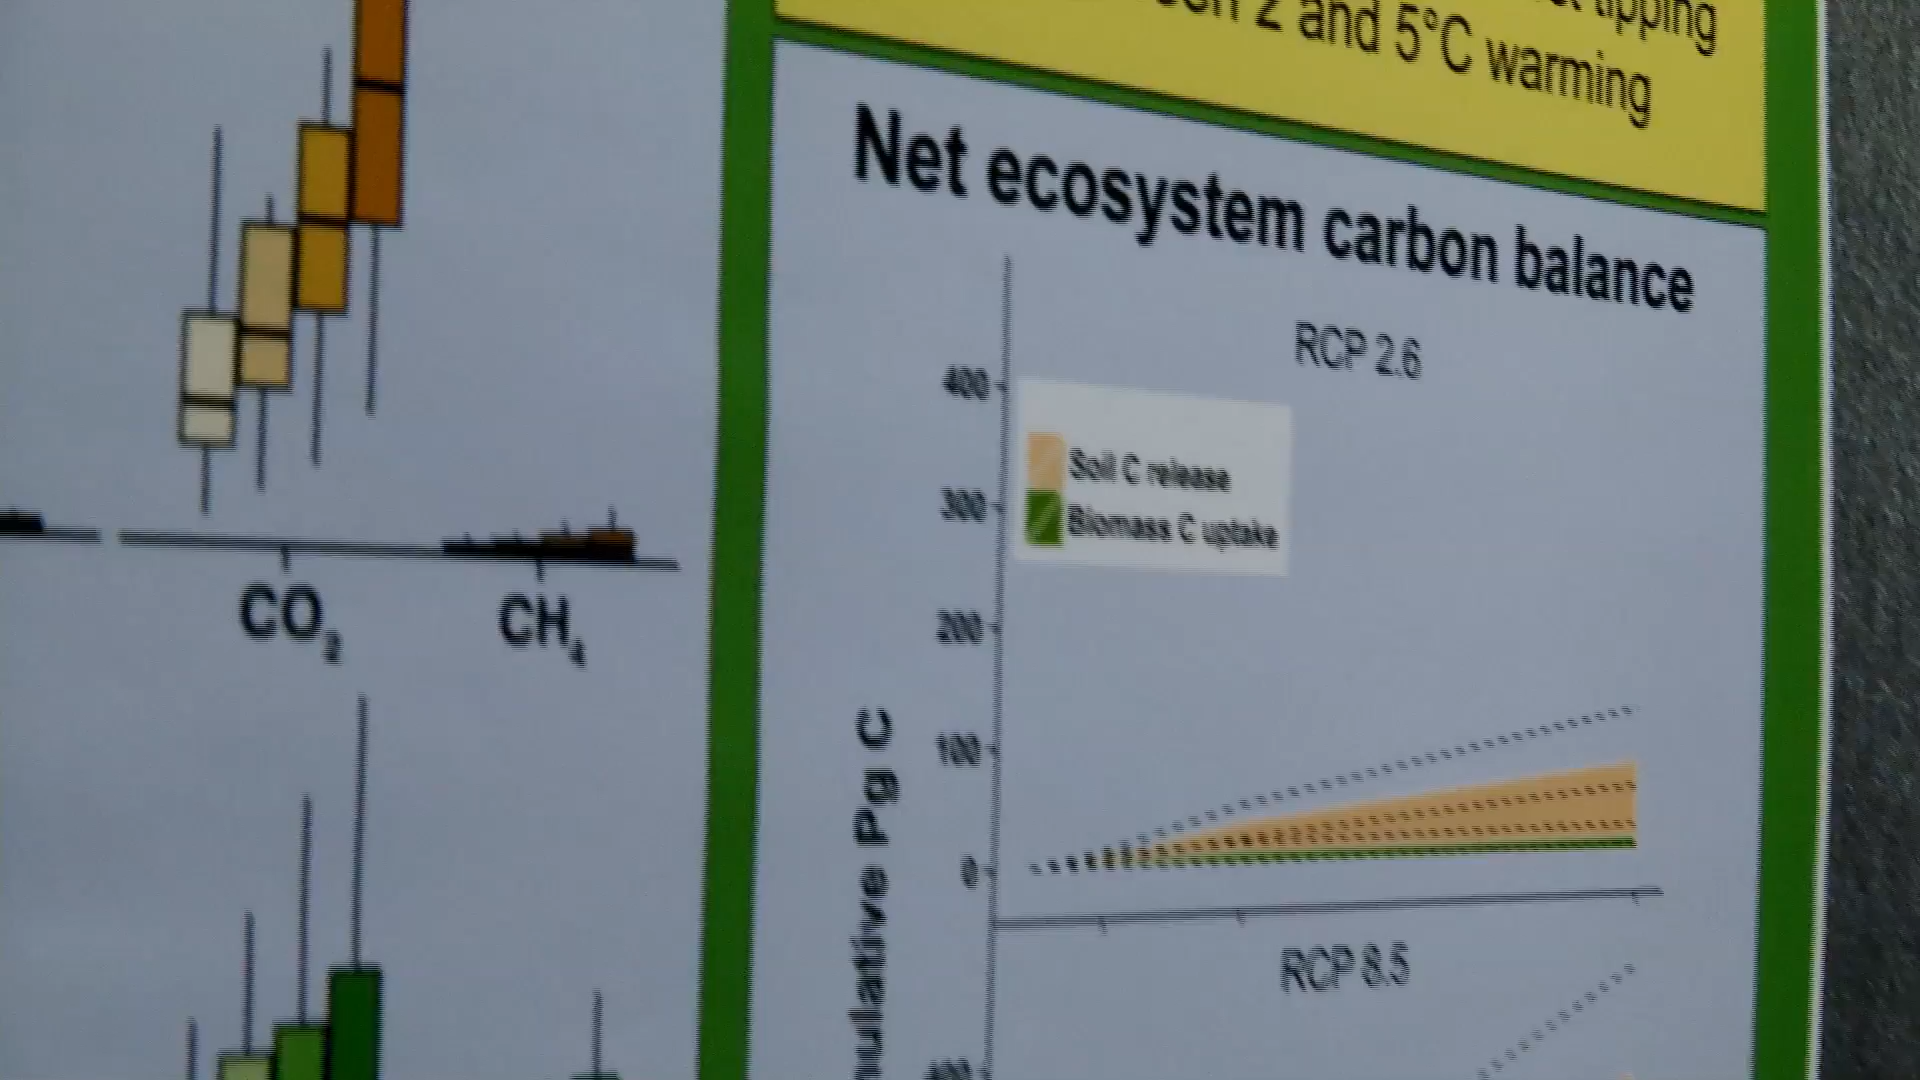 2 and 5°C warming
Net ecosystem carbon balance
RCP 2.6
400
Soil C release
300
Biomass C uptake
200
100
Pg C
0
CO₂
CH₄
RCP 8.5